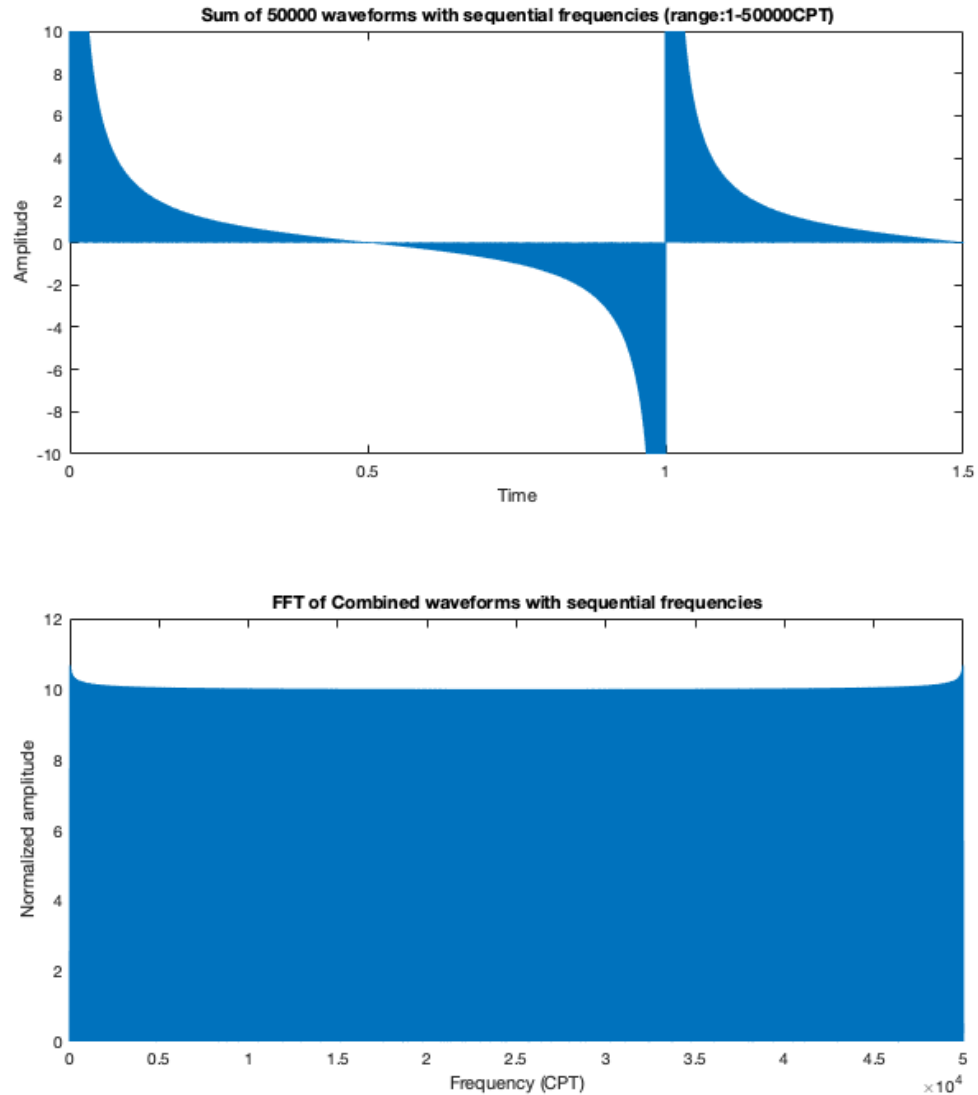 Sum of 50000 waveforms with sequential frequencies (range:1-50000CPT)
10
8
6
4
2
0
-2
-4
-6
-8
-10
Amplitude
0 0.5 1 1.5
Time
FFT of Combined waveforms with sequential frequencies
12
10
8
6
4
2
0
Normalized amplitude
0 0.5 1 1.5 2 2.5 3 3.5 4 4.5 5
Frequency (CPT)
×10⁴